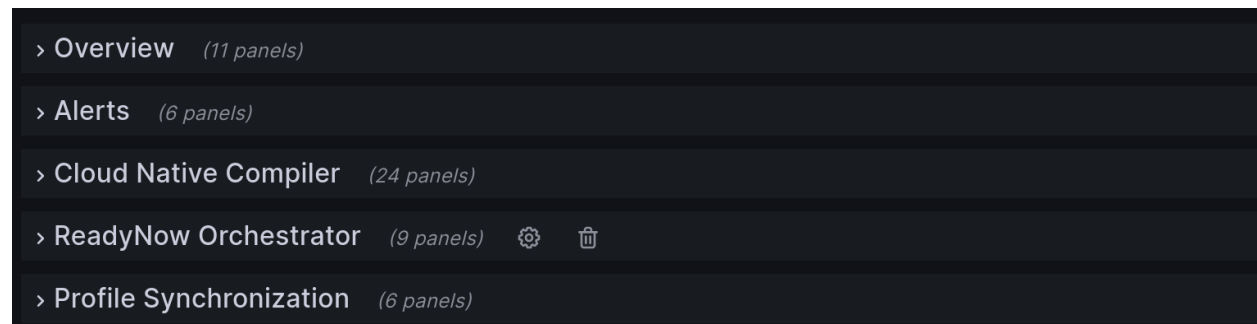 Overview (11 panels)
Alerts (6 panels)
Cloud Native Compiler (24 panels)
ReadyNow Orchestrator (9 panels)
Profile Synchronization (6 panels)